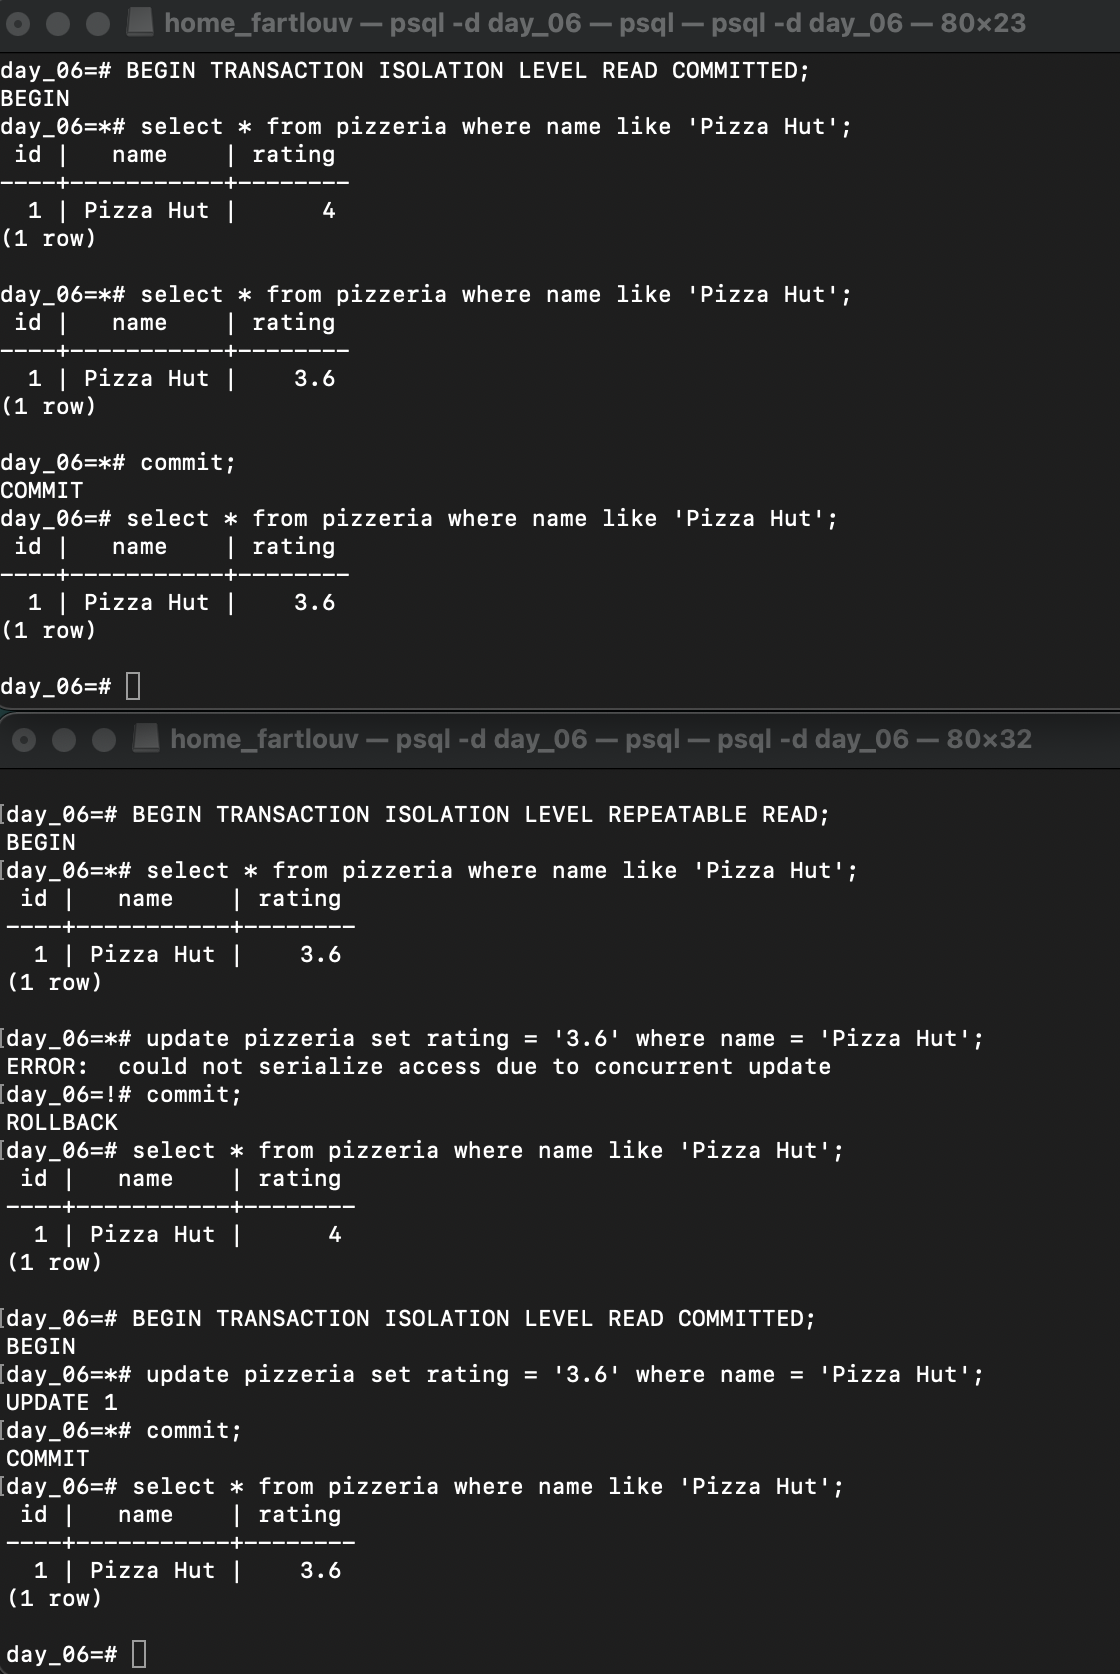 home_fartlouv — psql -d day_06 — psql — psql -d day_06 — 80×23
day_06=# BEGIN TRANSACTION ISOLATION LEVEL READ COMMITTED;
BEGIN
day_06=*# select * from pizzeria where name like 'Pizza Hut';
 id |   name    | rating
----+-----------+--------
  1 | Pizza Hut |      4
(1 row)

day_06=*# select * from pizzeria where name like 'Pizza Hut';
 id |   name    | rating
----+-----------+--------
  1 | Pizza Hut |    3.6
(1 row)

day_06=*# commit;
COMMIT
day_06=# select * from pizzeria where name like 'Pizza Hut';
 id |   name    | rating
----+-----------+--------
  1 | Pizza Hut |    3.6
(1 row)

day_06=#
home_fartlouv — psql -d day_06 — psql — psql -d day_06 — 80×32
[day_06=# BEGIN TRANSACTION ISOLATION LEVEL REPEATABLE READ;
BEGIN
[day_06=*# select * from pizzeria where name like 'Pizza Hut';
 id |   name    | rating
----+-----------+--------
  1 | Pizza Hut |    3.6
(1 row)

[day_06=*# update pizzeria set rating = '3.6' where name = 'Pizza Hut';
ERROR:  could not serialize access due to concurrent update
[day_06=!# commit;
ROLLBACK
[day_06=# select * from pizzeria where name like 'Pizza Hut';
 id |   name    | rating
----+-----------+--------
  1 | Pizza Hut |      4
(1 row)

[day_06=# BEGIN TRANSACTION ISOLATION LEVEL READ COMMITTED;
BEGIN
[day_06=*# update pizzeria set rating = '3.6' where name = 'Pizza Hut';
UPDATE 1
[day_06=*# commit;
COMMIT
[day_06=# select * from pizzeria where name like 'Pizza Hut';
 id |   name    | rating
----+-----------+--------
  1 | Pizza Hut |    3.6
(1 row)

day_06=#